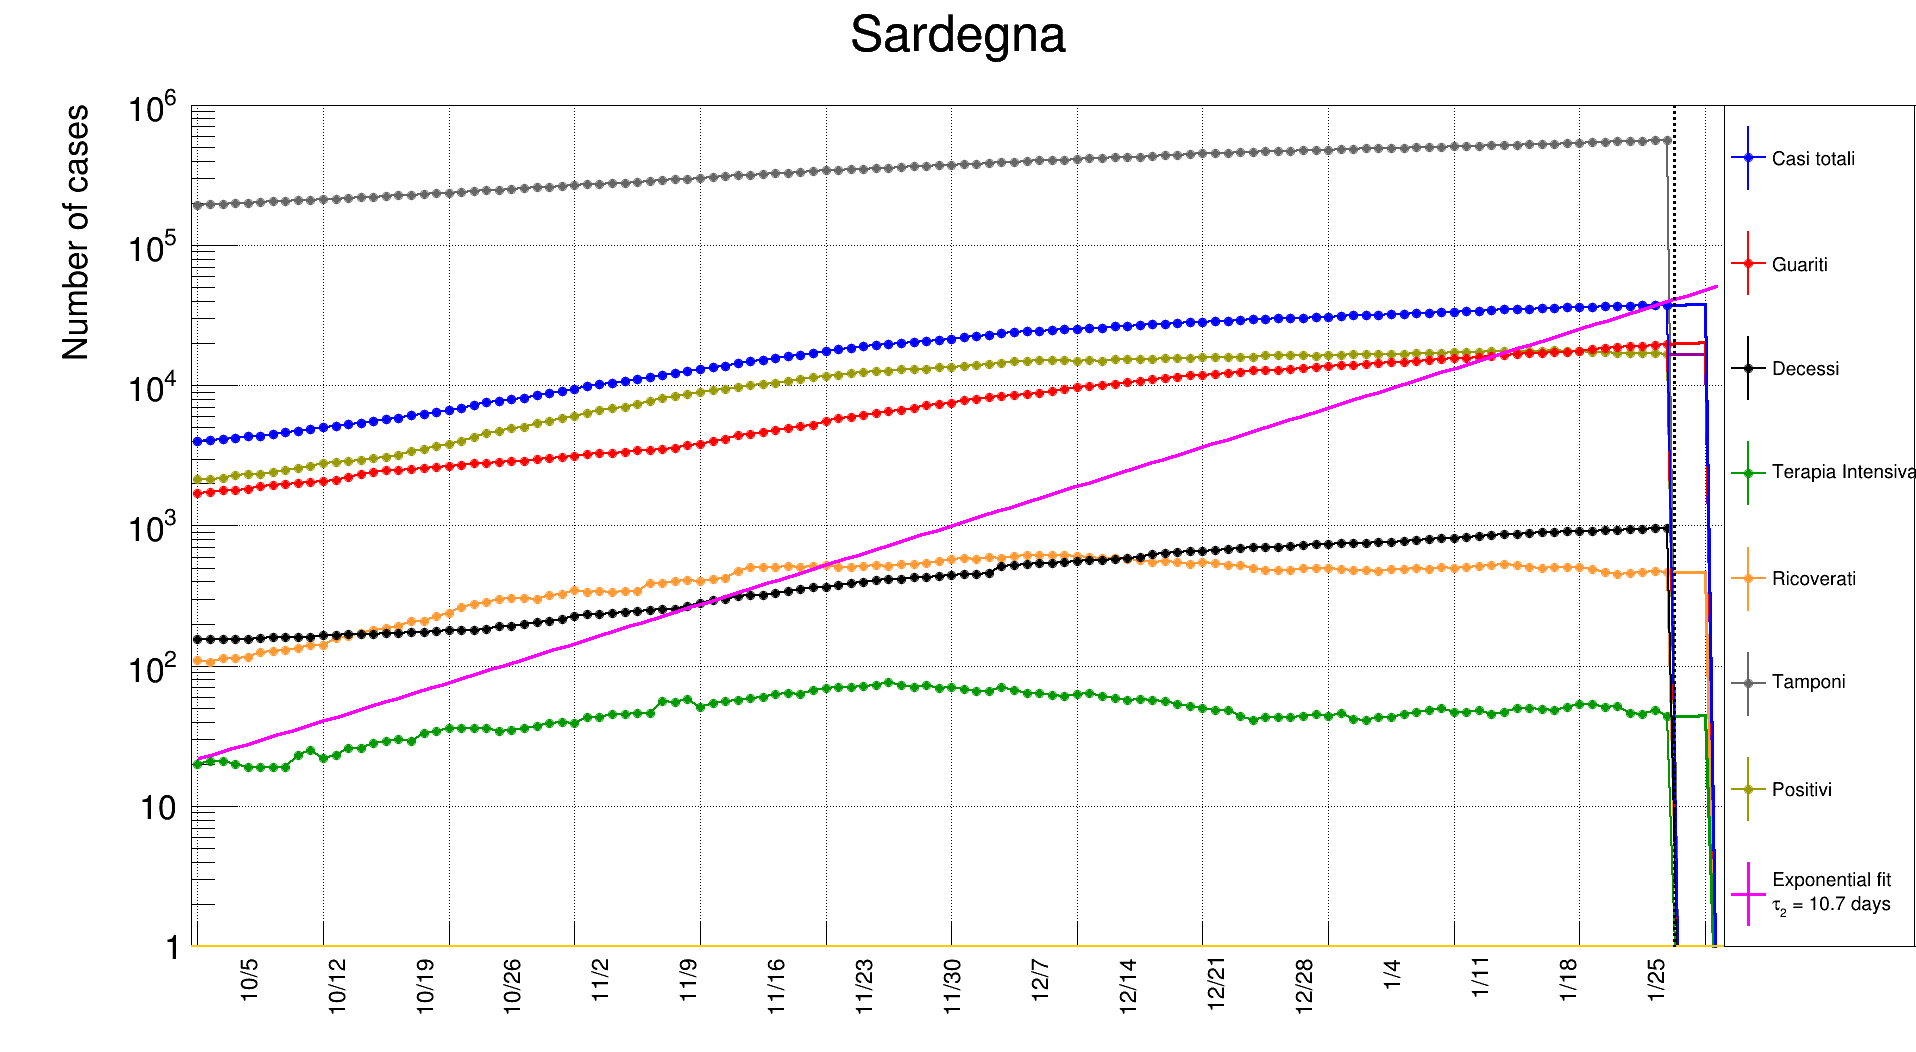 Sardegna
Number of cases
10^6
10^5
10^4
10^3
10^2
10
1
10/5
10/12
10/19
10/26
11/2
11/9
11/16
11/23
11/30
12/7
12/14
12/21
12/28
1/4
1/11
1/18
1/25
Casi totali
Guariti
Decessi
Terapia Intensiva
Ricoverati
Tamponi
Positivi
Exponential fit
τ₂ = 10.7 days